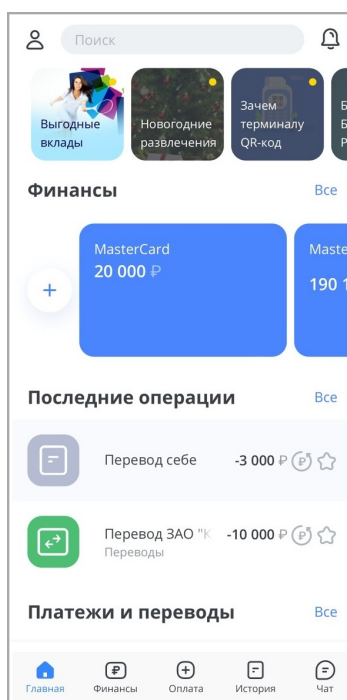 Поиск
Выгодные
вклады
Новогодние
развлечения
Зачем
терминалу
QR-код
Финансы
Все
MasterCard
20 000 ₽
Maste
190 1
Последние операции
Все
Перевод себе
-3 000 ₽
Перевод ЗАО "К
-10 000 ₽
Переводы
Платежи и переводы
Все
Главная
Финансы
Оплата
История
Чат